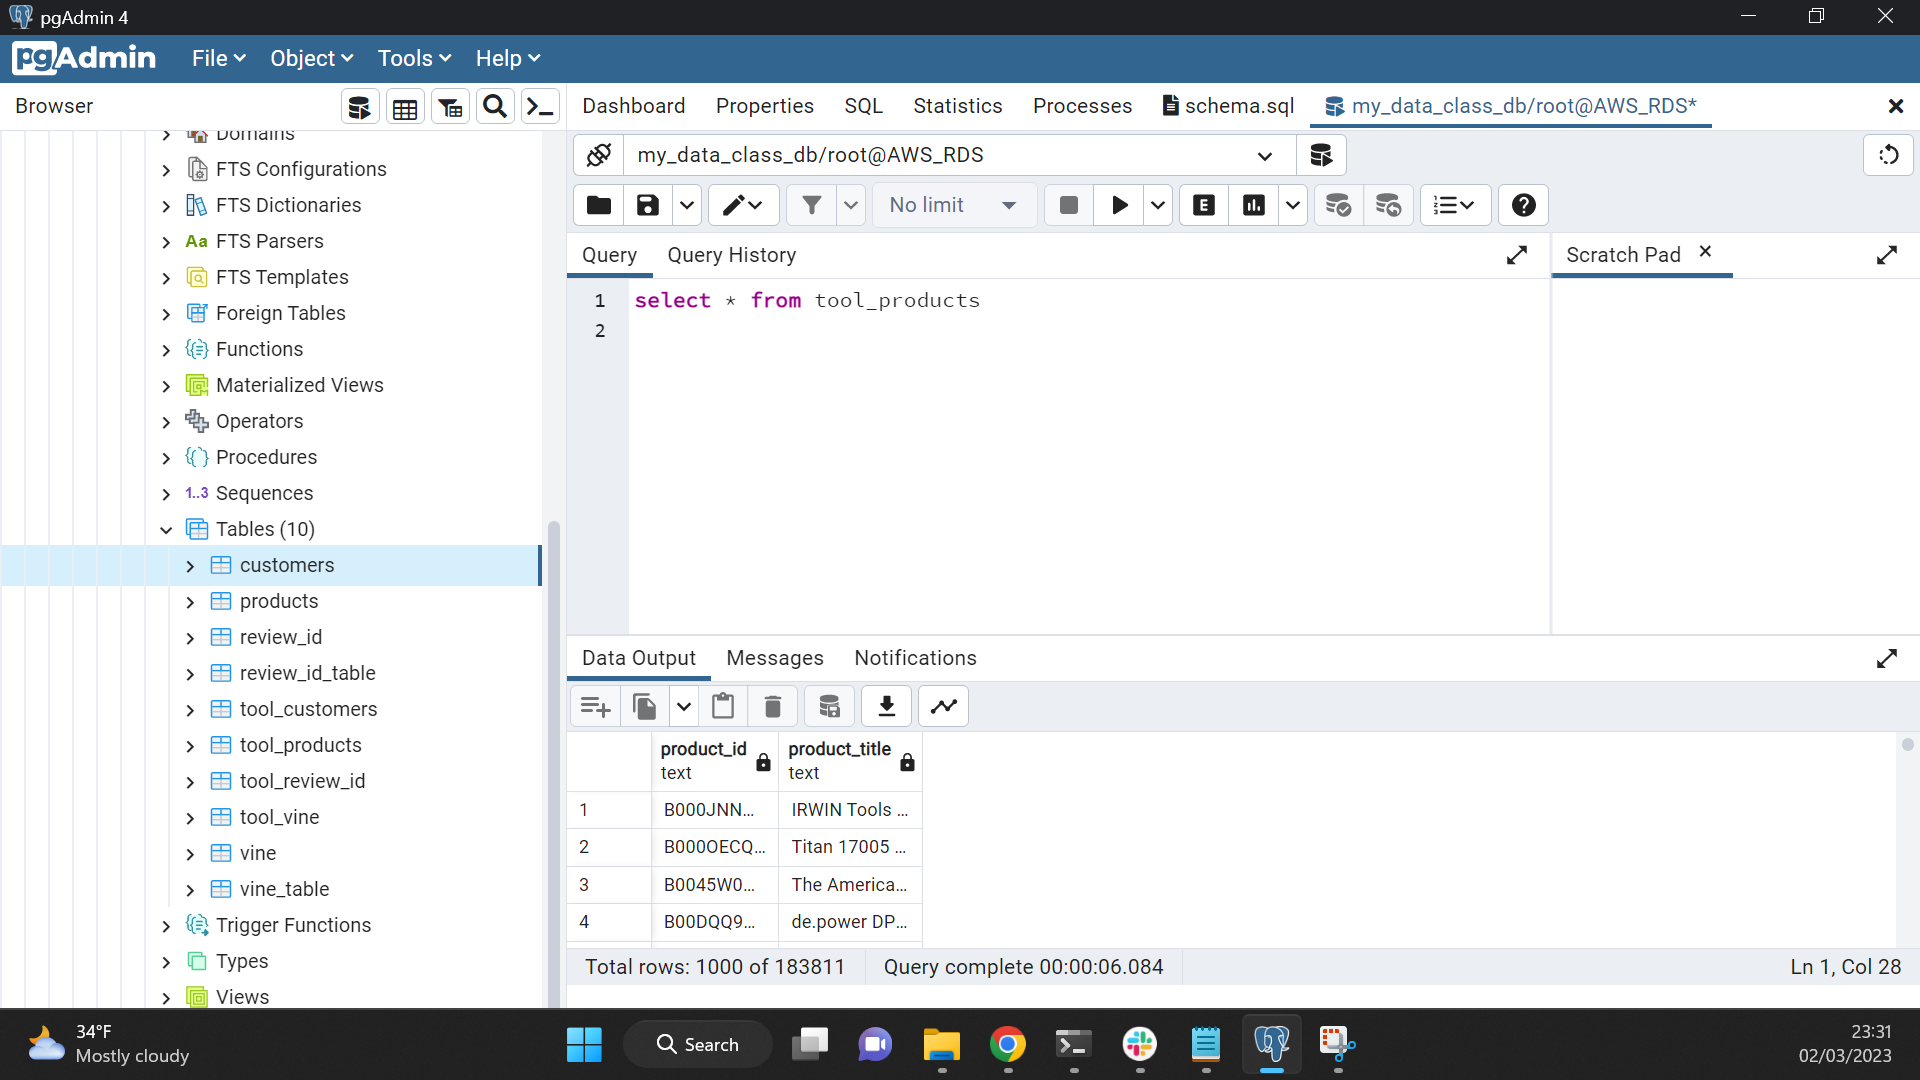 pgAdmin 4
pgAdmin
File
Object
Tools
Help
Browser
Dashboard
Properties
SQL
Statistics
Processes
schema.sql
my_data_class_db/root@AWS_RDS*
my_data_class_db/root@AWS_RDS
No limit
E
Query
Query History
Scratch Pad
1 select * from tool_products
2
Domains
FTS Configurations
FTS Dictionaries
Aa FTS Parsers
FTS Templates
Foreign Tables
Functions
Materialized Views
Operators
Procedures
1..3 Sequences
Tables (10)
customers
products
review_id
review_id_table
tool_customers
tool_products
tool_review_id
tool_vine
vine
vine_table
Trigger Functions
Types
Views
Data Output
Messages
Notifications
product_id
text
product_title
text
1 B000JNN... IRWIN Tools ...
2 B000OECQ... Titan 17005 ...
3 B0045W0... The America...
4 B00DQQ9... de.power DP...
Total rows: 1000 of 183811
Query complete 00:00:06.084
Ln 1, Col 28
34°F
Mostly cloudy
Search
23:31
02/03/2023